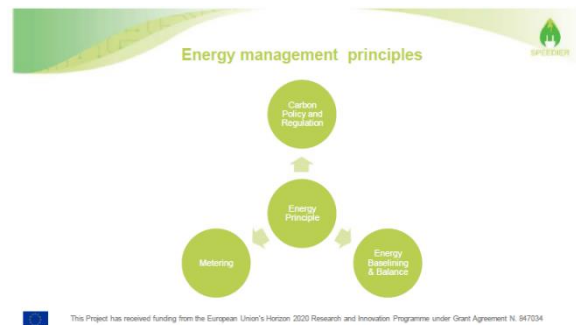 Energy management principles
SPEEDIER
Carbon
Policy and
Regulation
Energy
Principle
Metering
Energy
Baselining
& Balance
This Project has received funding from the European Union's Horizon 2020 Research and Innovation Programme under Grant Agreement N. 847034